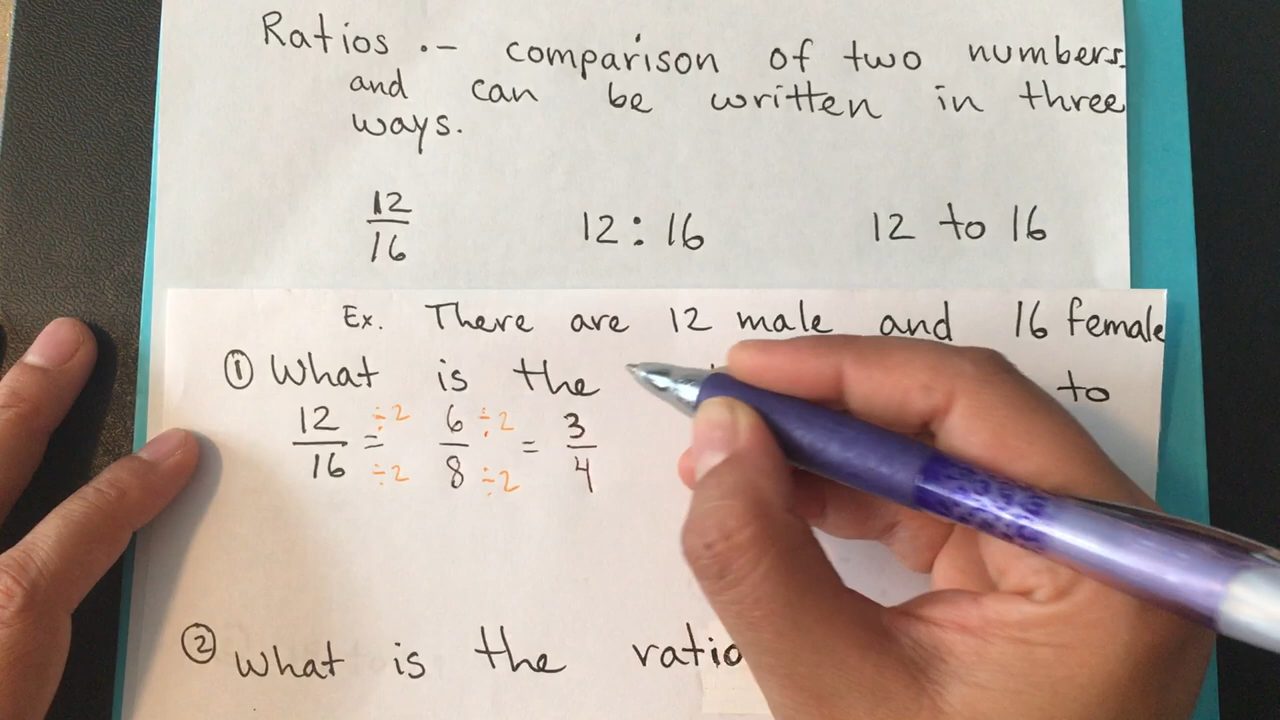 Ratios :- comparison of two numbers.
and can be written in three
ways.
12/16 12:16 12 to 16
Ex. There are 12 male and 16 female
① What is the to
12/16 ÷2/÷2 = 6/8 ÷2/÷2 = 3/4
② What is the ratio